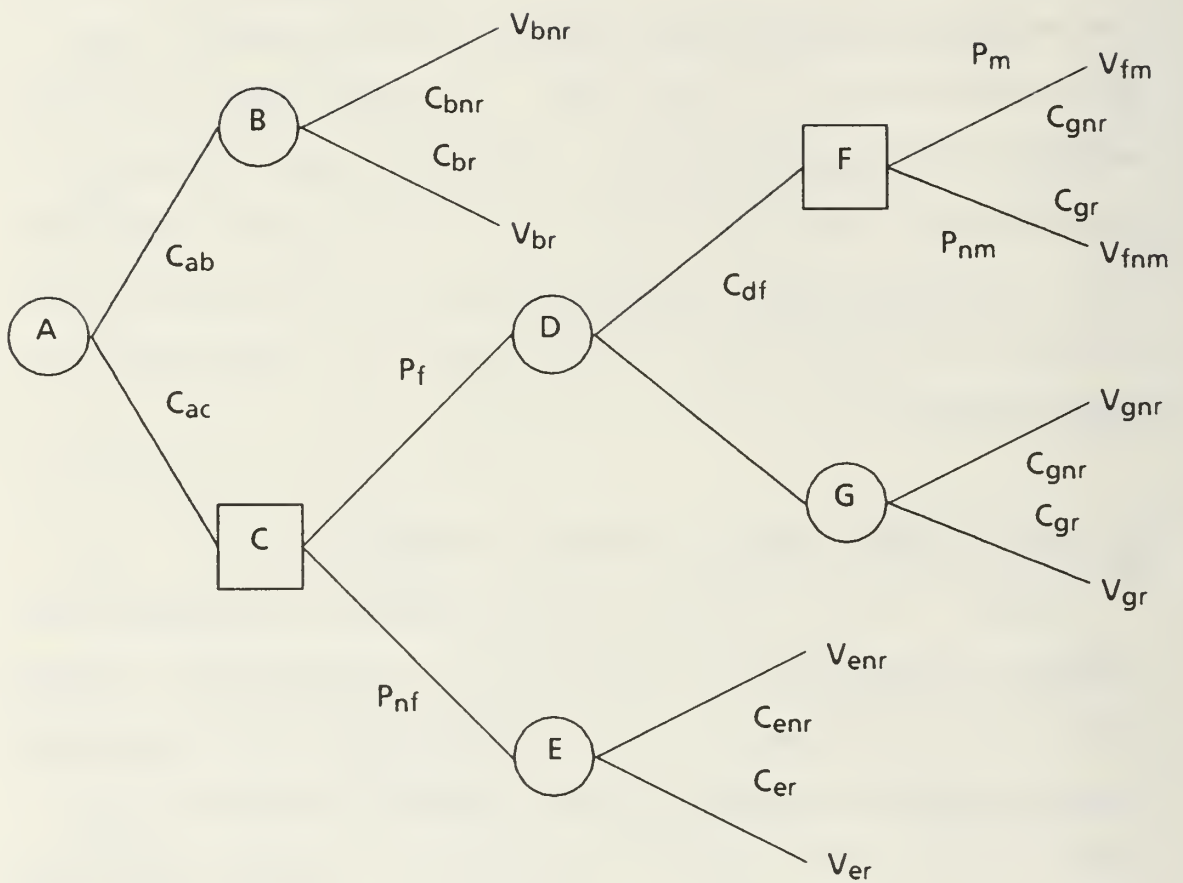 V_bnr
P_m
V_fm
C_bnr
C_gnr
B
F
C_br
C_gr
V_br
P_nm
V_fnm
C_ab
C_df
A
D
P_f
V_gnr
C_ac
C_gnr
G
C_gr
C
V_gr
V_enr
P_nf
C_enr
E
C_er
V_er